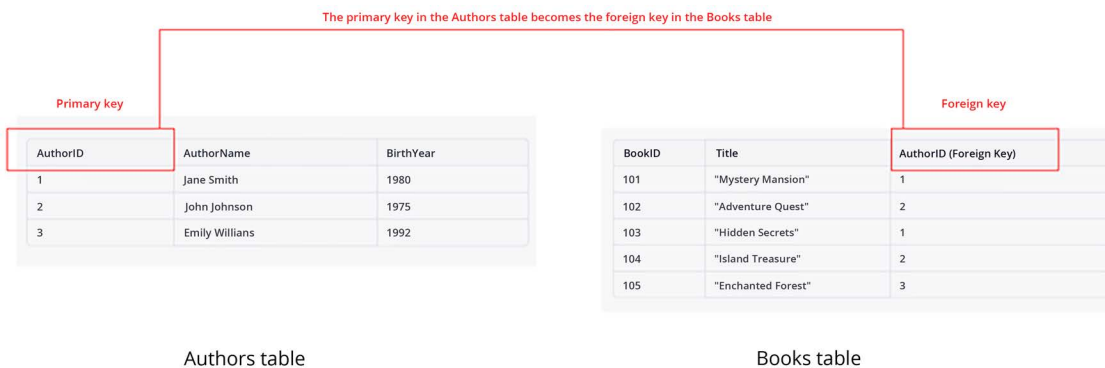 The primary key in the Authors table becomes the foreign key in the Books table
Primary key
Foreign key
AuthorID AuthorName BirthYear
1 Jane Smith 1980
2 John Johnson 1975
3 Emily Willians 1992
BookID Title AuthorID (Foreign Key)
101 "Mystery Mansion" 1
102 "Adventure Quest" 2
103 "Hidden Secrets" 1
104 "Island Treasure" 2
105 "Enchanted Forest" 3
Authors table
Books table